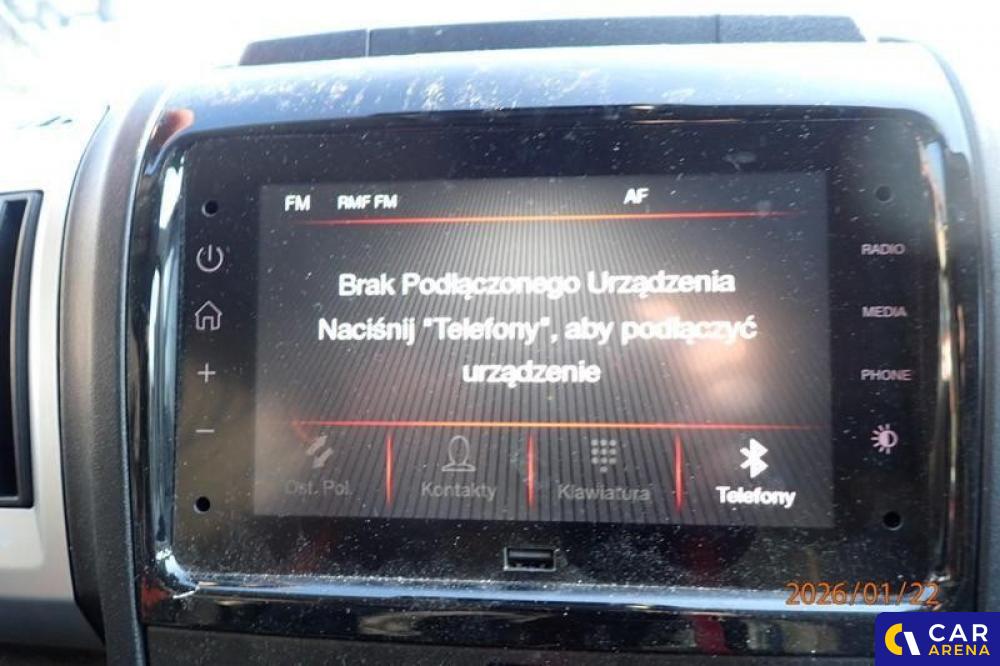 FM RMF FM AF
Brak Podłączonego Urządzenia
Naciśnij "Telefony", aby podłączyć
urządzenie
Ost. Poł.
Kontakty
Klawiatura
Telefony
RADIO
MEDIA
PHONE
2026/01/22
CAR
ARENA